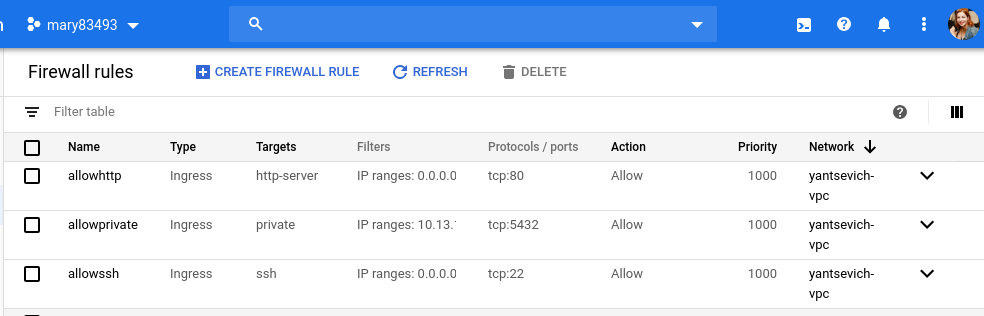 mary83493
Firewall rules CREATE FIREWALL RULE REFRESH DELETE
Filter table
Name Type Targets Filters Protocols / ports Action Priority Network
allowhttp Ingress http-server IP ranges: 0.0.0.0 tcp:80 Allow 1000 yantsevich-
vpc
allowprivate Ingress private IP ranges: 10.13. tcp:5432 Allow 1000 yantsevich-
vpc
allowssh Ingress ssh IP ranges: 0.0.0.0 tcp:22 Allow 1000 yantsevich-
vpc